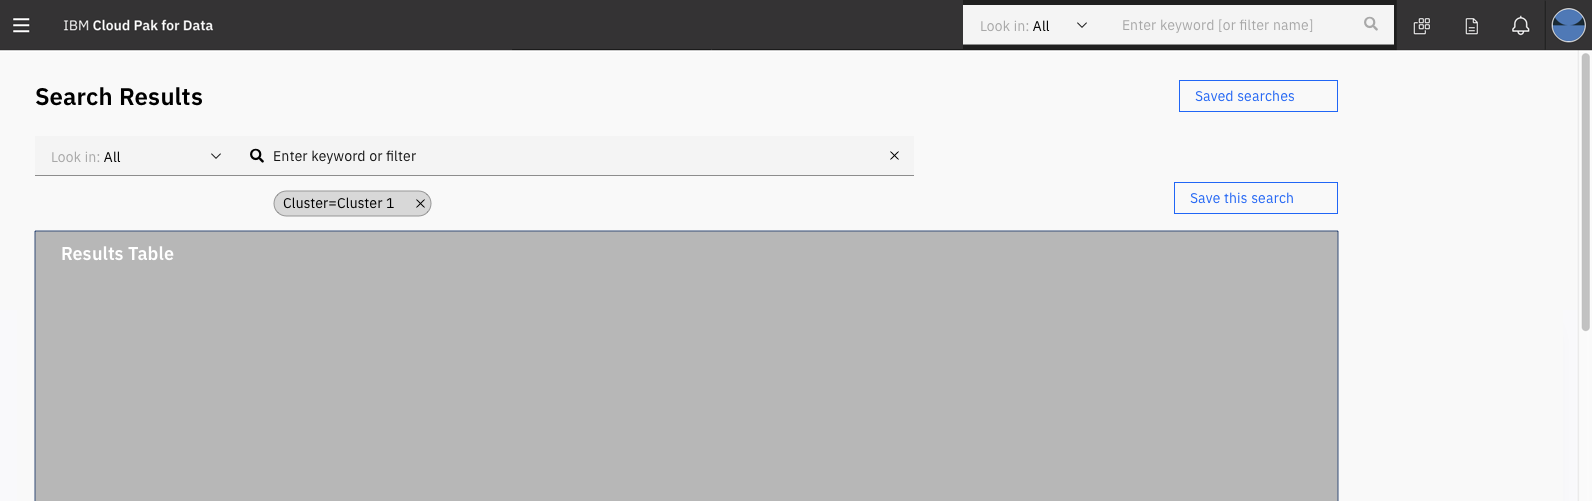 IBM Cloud Pak for Data
Look in: All
Enter keyword [or filter name]
Search Results
Saved searches
Look in: All
Enter keyword or filter
Cluster=Cluster 1
Save this search
Results Table